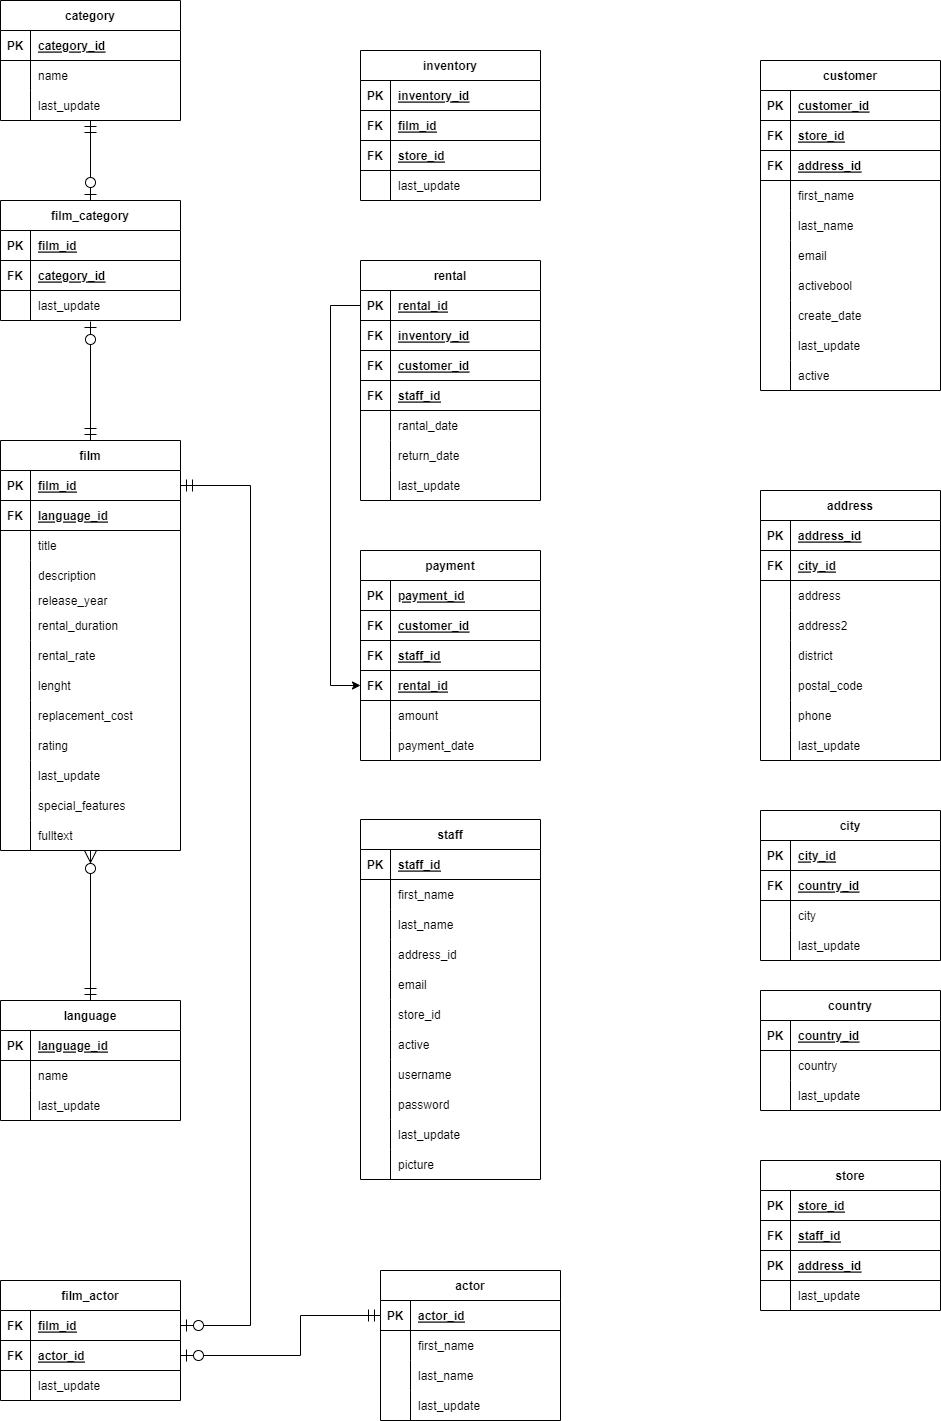 category
PK category_id
name
last_update
film_category
PK film_id
FK category_id
last_update
film
PK film_id
FK language_id
title
description
release_year
rental_duration
rental_rate
lenght
replacement_cost
rating
last_update
special_features
fulltext
language
PK language_id
name
last_update
film_actor
FK film_id
FK actor_id
last_update
inventory
PK inventory_id
FK film_id
FK store_id
last_update
rental
PK rental_id
FK inventory_id
FK customer_id
FK staff_id
rantal_date
return_date
last_update
payment
PK payment_id
FK customer_id
FK staff_id
FK rental_id
amount
payment_date
staff
PK staff_id
first_name
last_name
address_id
email
store_id
active
username
password
last_update
picture
actor
PK actor_id
first_name
last_name
last_update
customer
PK customer_id
FK store_id
FK address_id
first_name
last_name
email
activebool
create_date
last_update
active
address
PK address_id
FK city_id
address
address2
district
postal_code
phone
last_update
city
PK city_id
FK country_id
city
last_update
country
PK country_id
country
last_update
store
PK store_id
FK staff_id
PK address_id
last_update